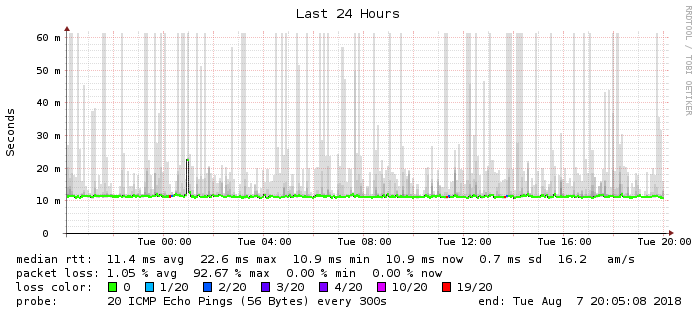 Last 24 Hours
RRDTOOL / TOBI OETIKER
Seconds
60 m
50 m
40 m
30 m
20 m
10 m
0
Tue 00:00 Tue 04:00 Tue 08:00 Tue 12:00 Tue 16:00 Tue 20:00
median rtt: 11.4 ms avg 22.6 ms max 10.9 ms min 10.9 ms now 0.7 ms sd 16.2 am/s
packet loss: 1.05 % avg 92.67 % max 0.00 % min 0.00 % now
loss color: 0 1/20 2/20 3/20 4/20 10/20 19/20
probe: 20 ICMP Echo Pings (56 Bytes) every 300s end: Tue Aug 7 20:05:08 2018